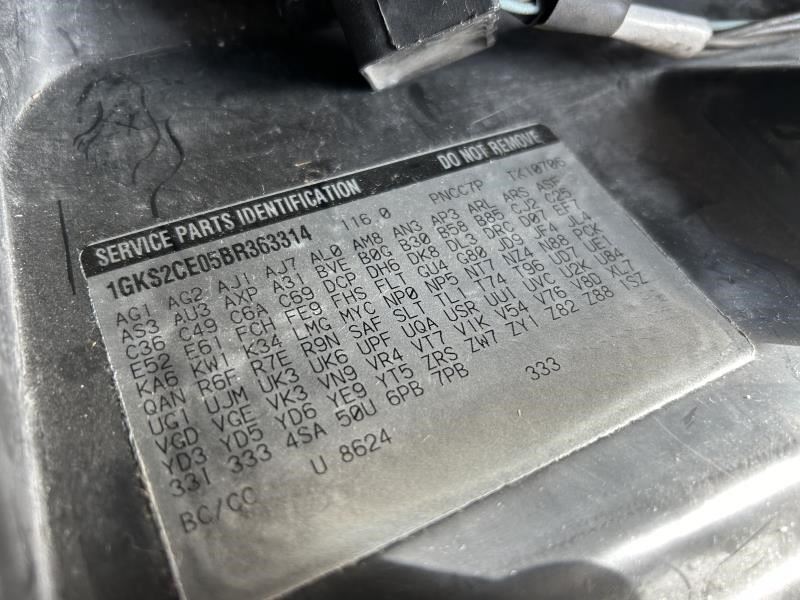 SERVICE PARTS IDENTIFICATION DO NOT REMOVE
1GKS2CE05BR363314 116.0 PNCC7P TK10706
AG1 AG2 AJ1 AJ7 AL0 AM8 AN3 AP3 ARL ARS ASF
AS3 AU3 AXP A31 BVE B0G B30 B58 B85 CJ2 C25
C36 C49 C6A C69 DCP DH6 DK8 DL3 DRC D07 EF7
E52 E61 FCH FE9 FHS FLT GU4 G80 JD9 JF4 JL4
KA6 KW1 K34 LMG MYC NP0 NP5 NT7 NZ4 N88 PCK
QAN R6F R7E R9N SAF SL1 TL1 T74 T96 UD7 UE1
UG1 UJM UK3 UK6 UPF UQA USR UU1 UVC U2K U84
VGD VGE VK3 VN9 VR4 VT7 V1K V54 V76 V8D XL7
YD3 YD5 YD6 YE9 YT5 ZRS ZW7 ZY1 Z82 Z88 1SZ
331 333 4SA 50U 6PB 7PB 333
BC/CC U 8624